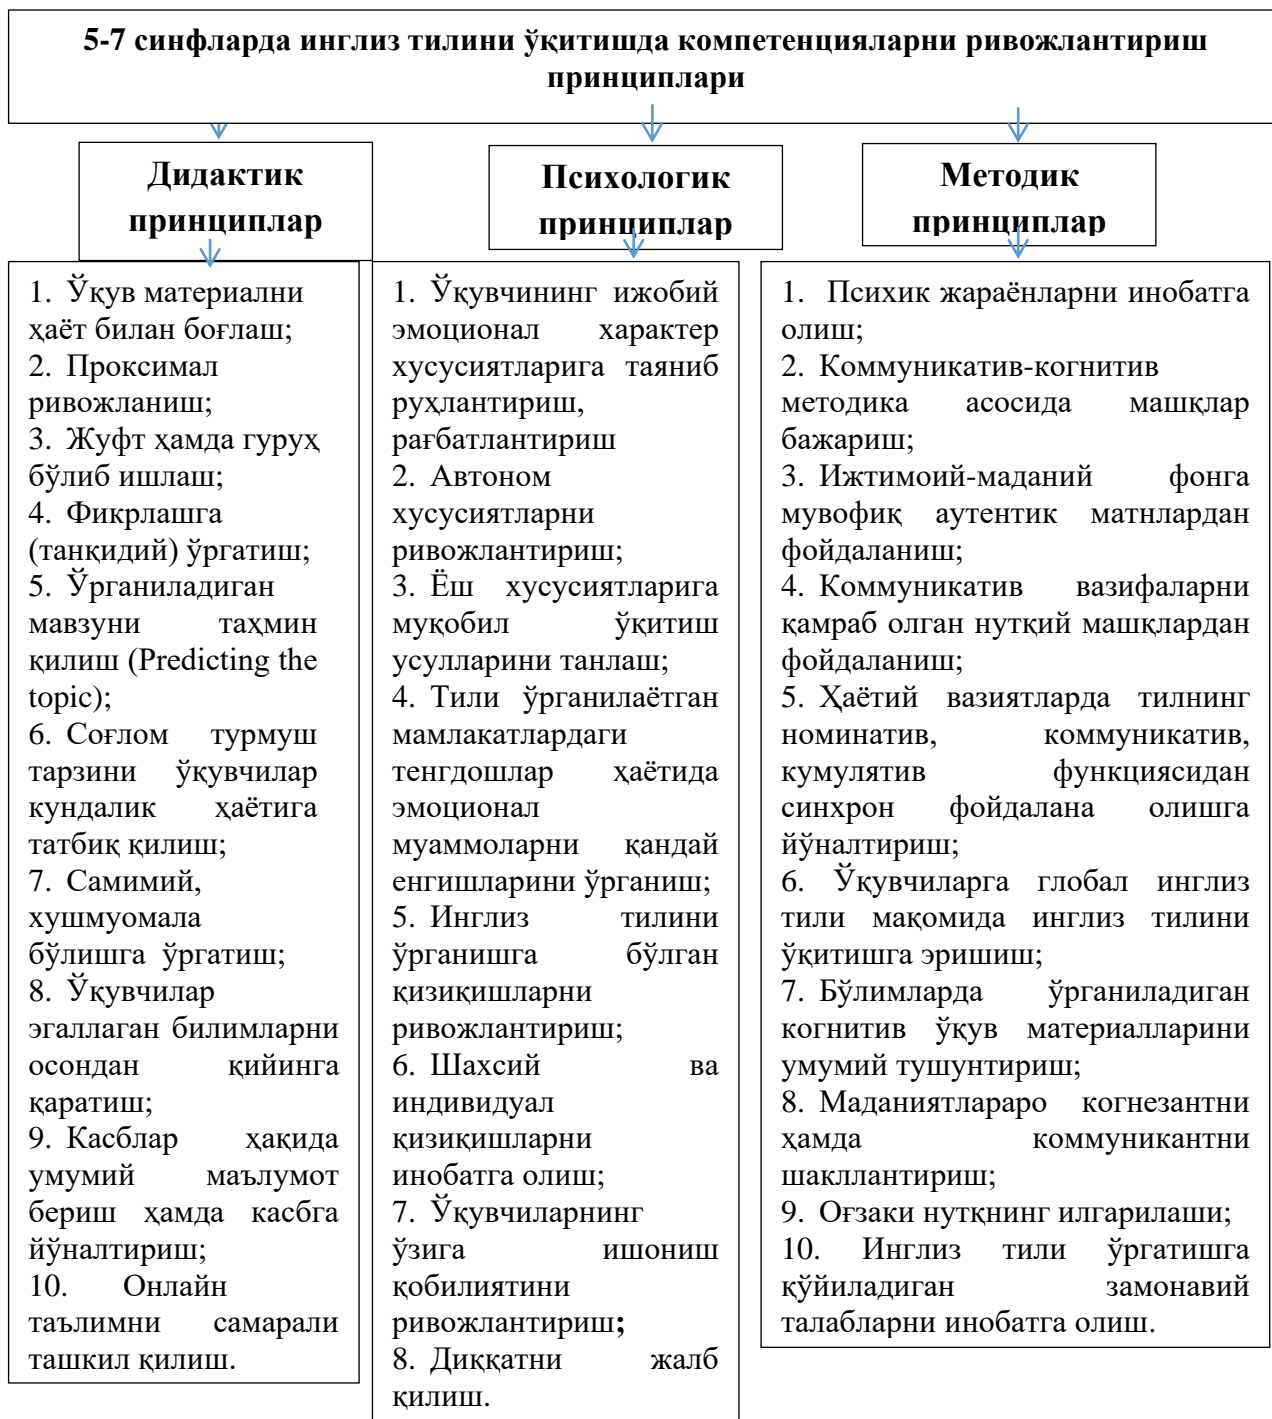 5-7 синфларда инглиз тилини ўқитишда компетенцияларни ривожлантириш
принциплари
Дидактик
принциплар
Психологик
принциплар
Методик
принциплар
1. Ўқув материални
ҳаёт билан боғлаш;
2. Проксимал
ривожланиш;
3. Жуфт ҳамда гуруҳ
бўлиб ишлаш;
4. Фикрлашга
(танқидий) ўргатиш;
5. Ўрганиладиган
мавзуни таҳмин
қилиш (Predicting the
topic);
6. Соғлом турмуш
тарзини ўқувчилар
кундалик ҳаётига
татбиқ қилиш;
7. Самимий,
хушмуомала
бўлишга ўргатиш;
8. Ўқувчилар
эгаллаган билимларни
осондан қийинга
қаратиш;
9. Касблар ҳақида
умумий маълумот
бериш ҳамда касбга
йўналтириш;
10. Онлайн
таълимни самарали
ташкил қилиш.
1. Ўқувчининг ижобий
эмоционал характер
хусусиятларига таяниб
руҳлантириш,
рағбатлантириш
2. Автоном
хусусиятларни
ривожлантириш;
3. Ёш хусусиятларига
муқобил ўқитиш
усулларини танлаш;
4. Тили ўрганилаётган
мамлакатлардаги
тенгдошлар ҳаётида
эмоционал
муаммоларни қандай
енгишларини ўрганиш;
5. Инглиз тилини
ўрганишга бўлган
қизиқишларни
ривожлантириш;
6. Шахсий ва
индивидуал
қизиқишларни
инобатга олиш;
7. Ўқувчиларнинг
ўзига ишониш
қобилиятини
ривожлантириш;
8. Диққатни жалб
қилиш.
1. Психик жараёнларни инобатга
олиш;
2. Коммуникатив-когнитив
методика асосида машқлар
бажариш;
3. Ижтимоий-маданий фонга
мувофиқ аутентик матнлардан
фойдаланиш;
4. Коммуникатив вазифаларни
қамраб олган нутқий машқлардан
фойдаланиш;
5. Ҳаётий вазиятларда тилнинг
номинатив, коммуникатив,
кумулятив функциясидан
синхрон фойдалана олишга
йўналтириш;
6. Ўқувчиларга глобал инглиз
тили мақомида инглиз тилини
ўқитишга эришиш;
7. Бўлимларда ўрганиладиган
когнитив ўқув материалларини
умумий тушунтириш;
8. Маданиятлараро когнезантни
ҳамда коммуникантни
шакллантириш;
9. Оғзаки нутқнинг илгарилаши;
10. Инглиз тили ўргатишга
қўйиладиган замонавий
талабларни инобатга олиш.